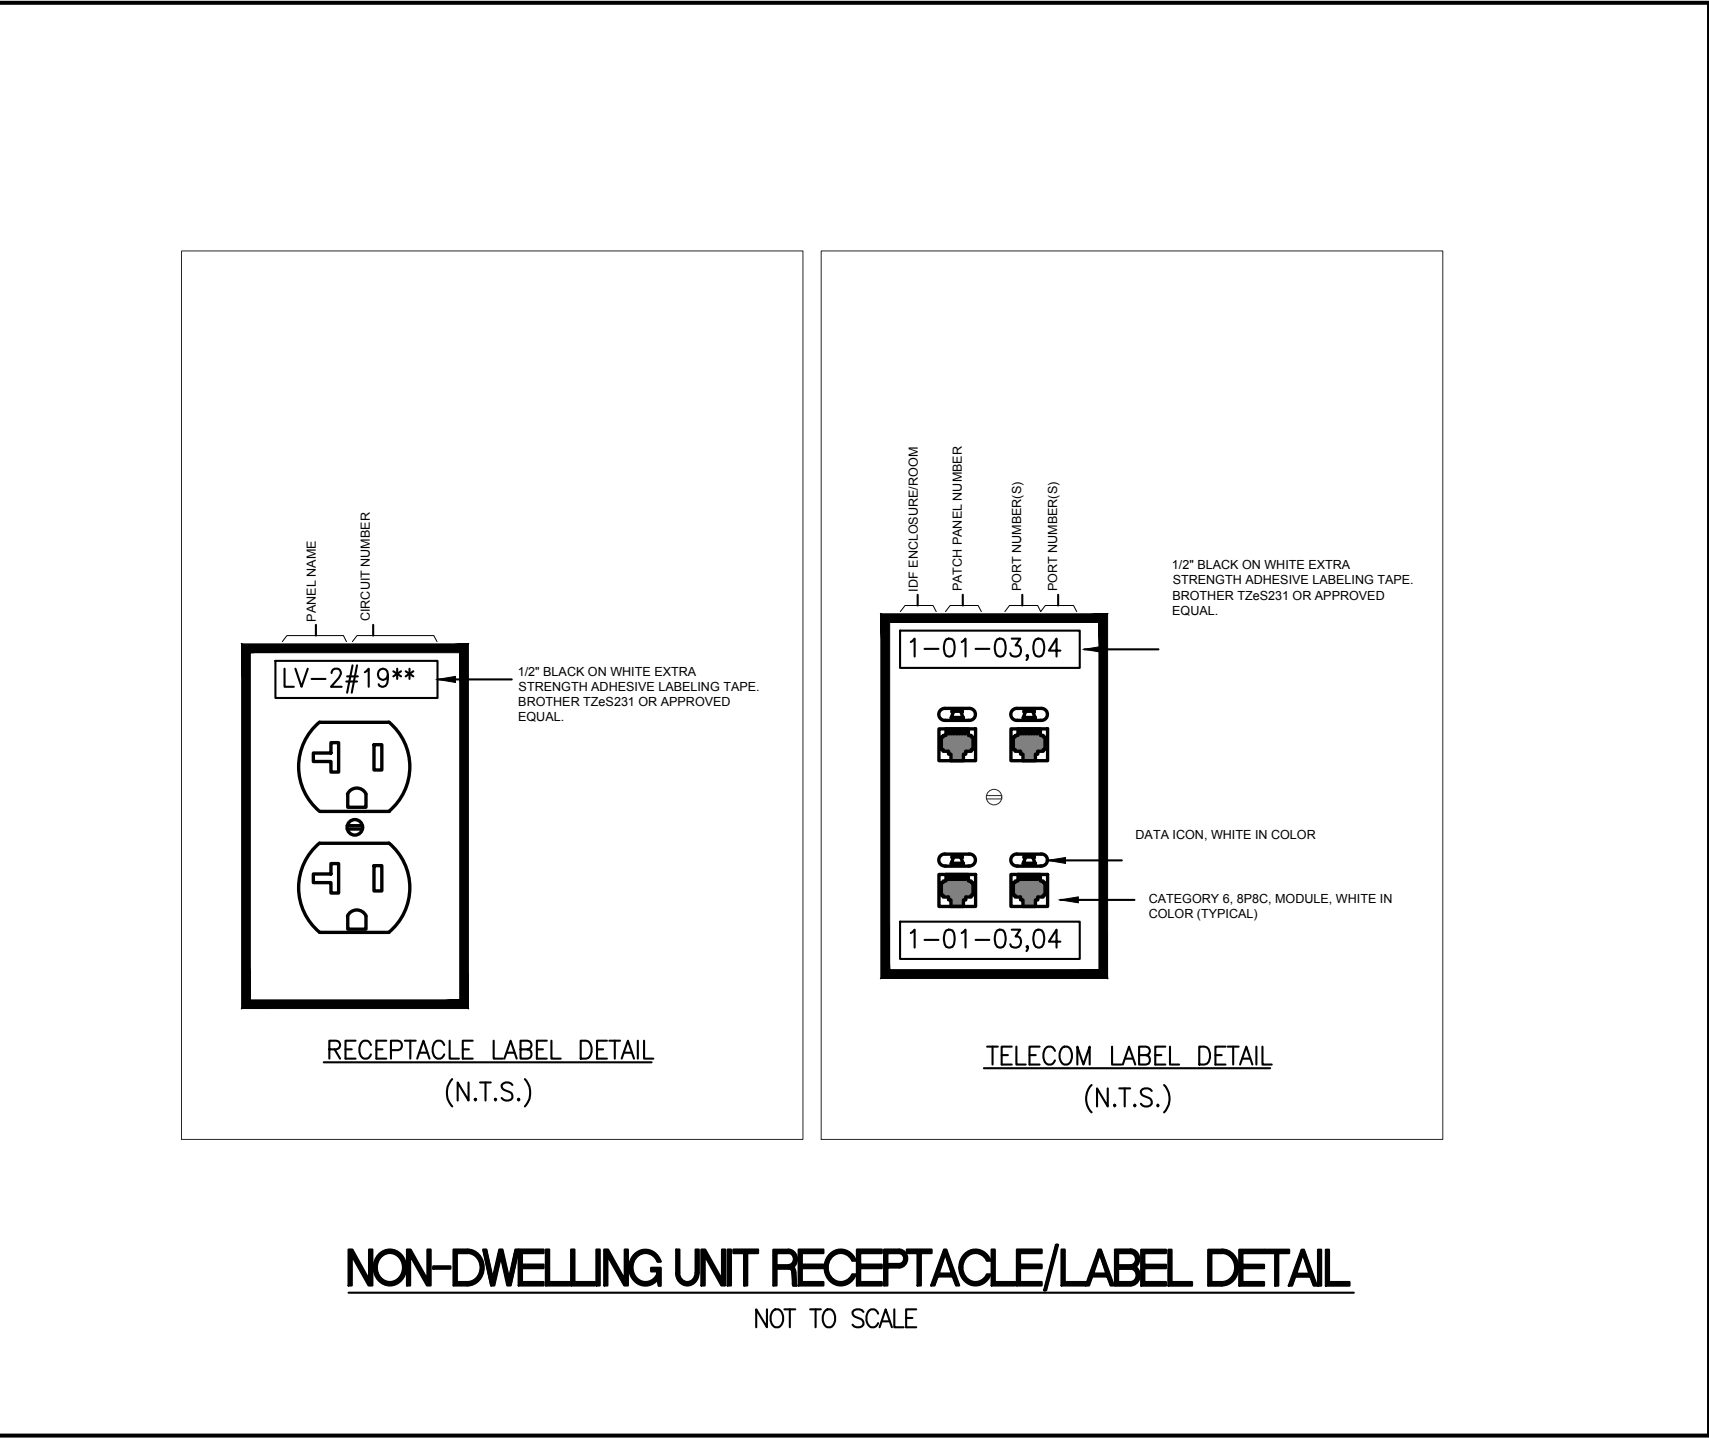 PANEL NAME
CIRCUIT NUMBER
LV-2#19**
1/2" BLACK ON WHITE EXTRA
STRENGTH ADHESIVE LABELING TAPE.
BROTHER TZeS231 OR APPROVED
EQUAL.
RECEPTACLE LABEL DETAIL
(N.T.S.)
IDF ENCLOSURE/ROOM
PATCH PANEL NUMBER
PORT NUMBER(S)
PORT NUMBER(S)
1/2" BLACK ON WHITE EXTRA
STRENGTH ADHESIVE LABELING TAPE.
BROTHER TZeS231 OR APPROVED
EQUAL.
1-01-03,04
DATA ICON, WHITE IN COLOR
CATEGORY 6, 8P8C, MODULE, WHITE IN
COLOR (TYPICAL)
1-01-03,04
TELECOM LABEL DETAIL
(N.T.S.)
NON-DWELLING UNIT RECEPTACLE/LABEL DETAIL
NOT TO SCALE